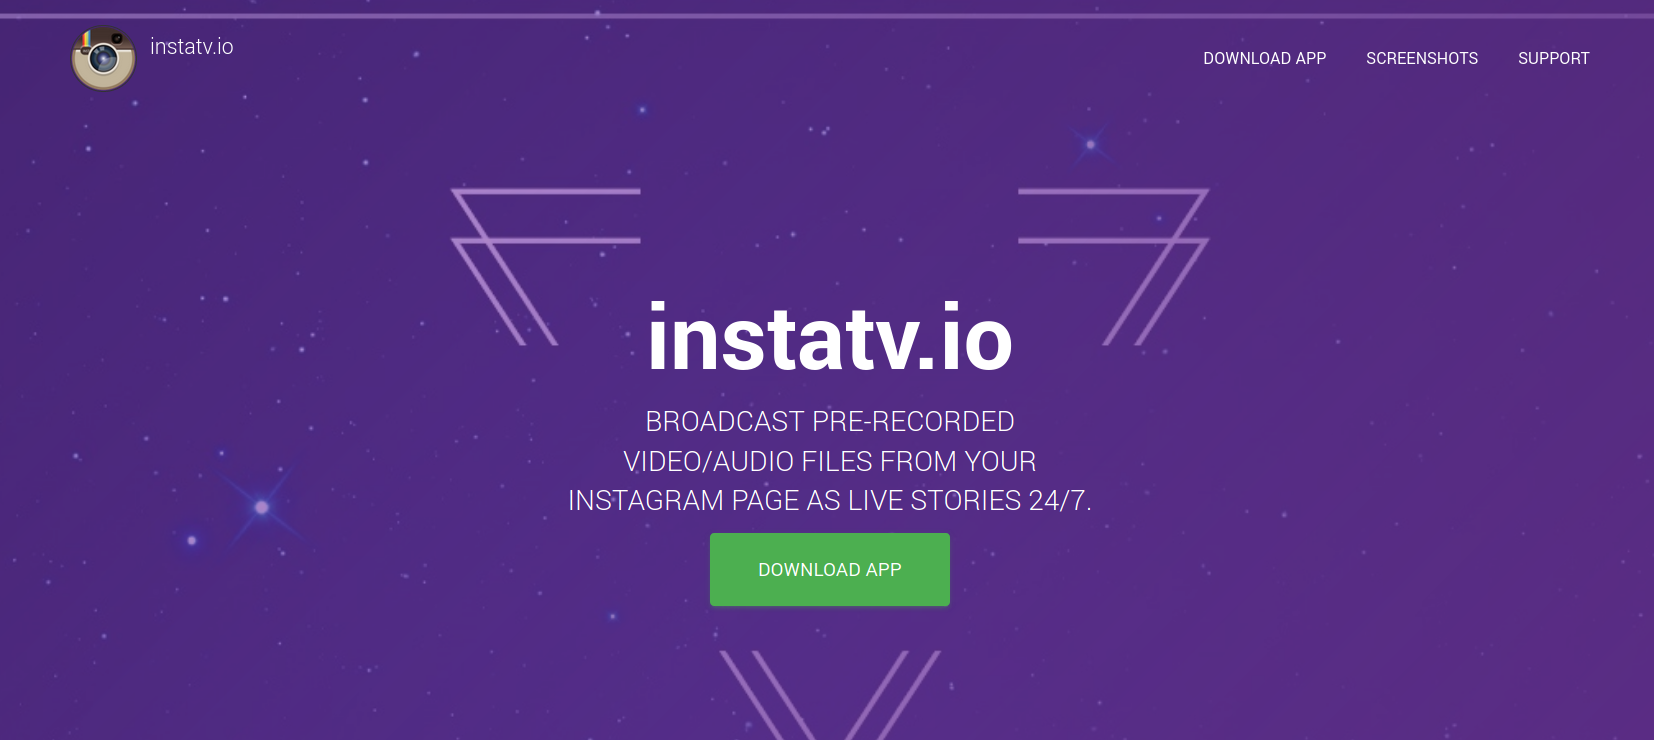 instatv.io
DOWNLOAD APP
SCREENSHOTS
SUPPORT
instatv.io
BROADCAST PRE-RECORDED
VIDEO/AUDIO FILES FROM YOUR
INSTAGRAM PAGE AS LIVE STORIES 24/7.
DOWNLOAD APP